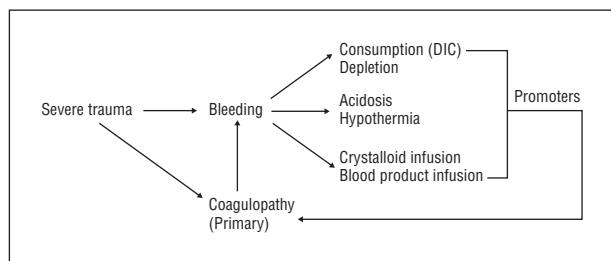 Consumption (DIC)
Depletion
Promoters
Severe trauma
Bleeding
Acidosis
Hypothermia
Crystalloid infusion
Blood product infusion
Coagulopathy
(Primary)